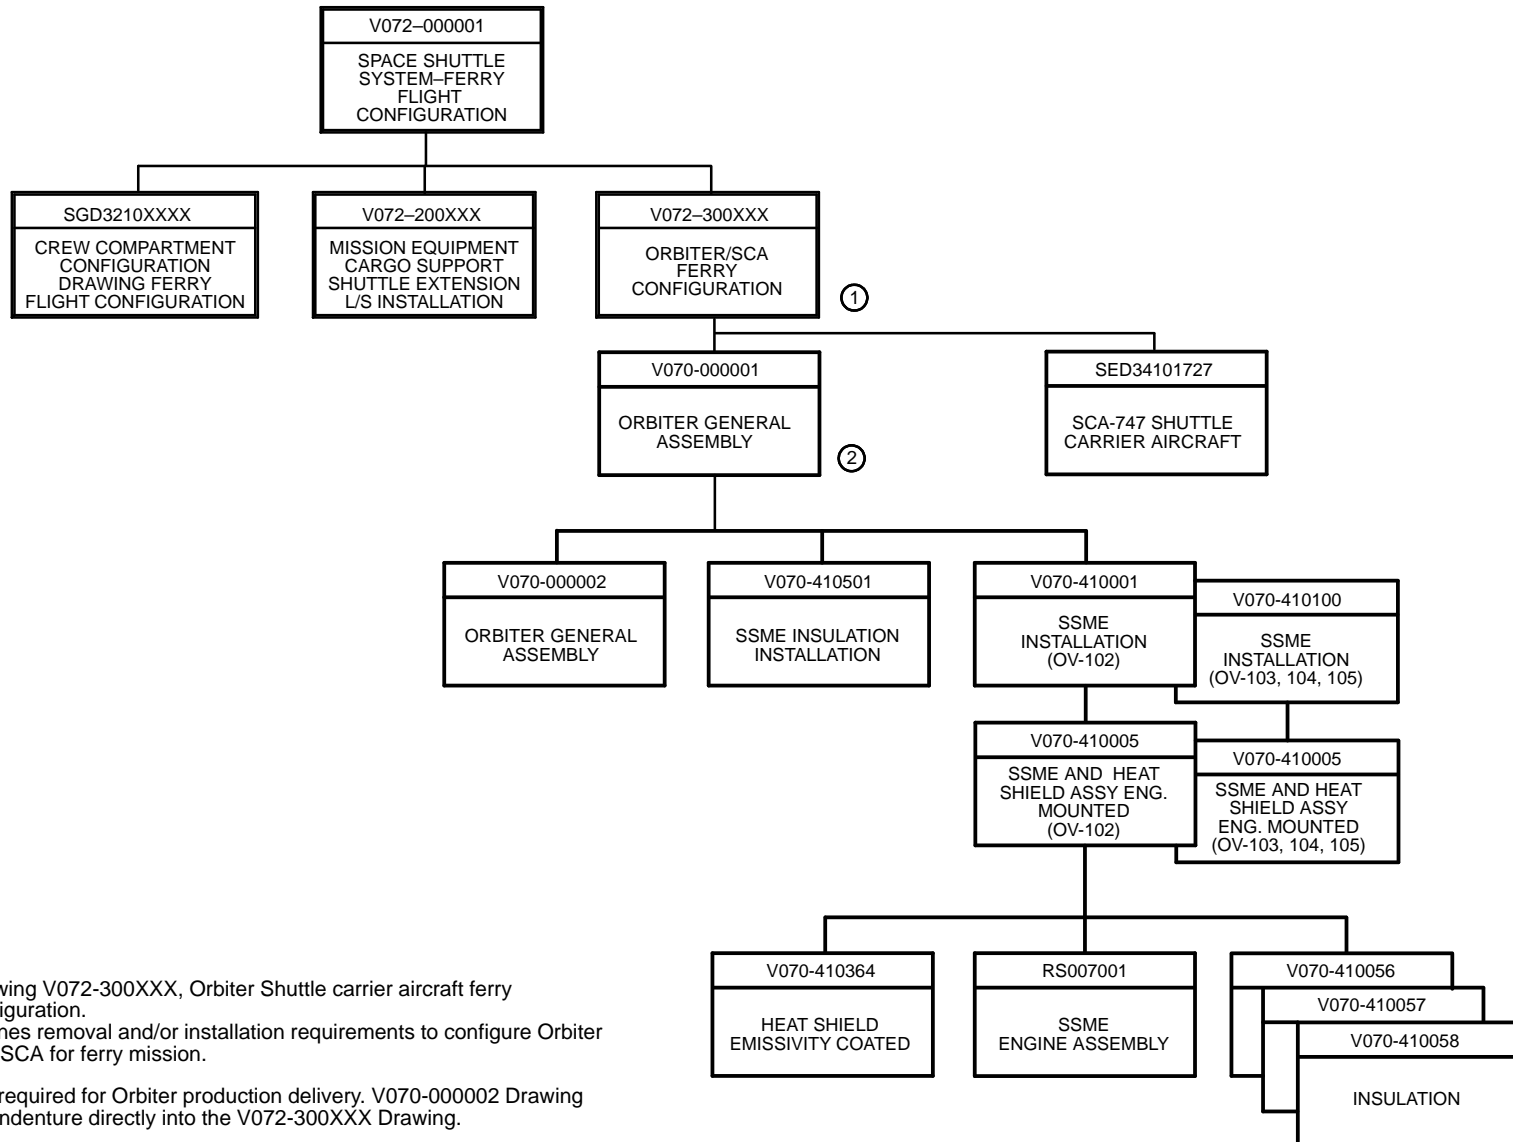 V072–000001
SPACE SHUTTLE
SYSTEM–FERRY
FLIGHT
CONFIGURATION
SGD3210XXXX
CREW COMPARTMENT
CONFIGURATION
DRAWING FERRY
FLIGHT CONFIGURATION
V072–200XXX
MISSION EQUIPMENT
CARGO SUPPORT
SHUTTLE EXTENSION
L/S INSTALLATION
V072–300XXX
ORBITER/SCA
FERRY
CONFIGURATION
1
V070-000001
ORBITER GENERAL
ASSEMBLY
2
SED34101727
SCA-747 SHUTTLE
CARRIER AIRCRAFT
V070-000002
ORBITER GENERAL
ASSEMBLY
V070-410501
SSME INSULATION
INSTALLATION
V070-410001
SSME
INSTALLATION
(OV-102)
V070-410100
SSME
INSTALLATION
(OV-103, 104, 105)
V070-410005
SSME AND HEAT
SHIELD ASSY ENG.
MOUNTED
(OV-102)
V070-410005
SSME AND HEAT
SHIELD ASSY
ENG. MOUNTED
(OV-103, 104, 105)
V070-410364
HEAT SHIELD
EMISSIVITY COATED
RS007001
SSME
ENGINE ASSEMBLY
V070-410056
V070-410057
V070-410058
INSULATION
wing V072-300XXX, Orbiter Shuttle carrier aircraft ferry
figuration.
nes removal and/or installation requirements to configure Orbiter
SCA for ferry mission.
required for Orbiter production delivery. V070-000002 Drawing
ndenture directly into the V072-300XXX Drawing.